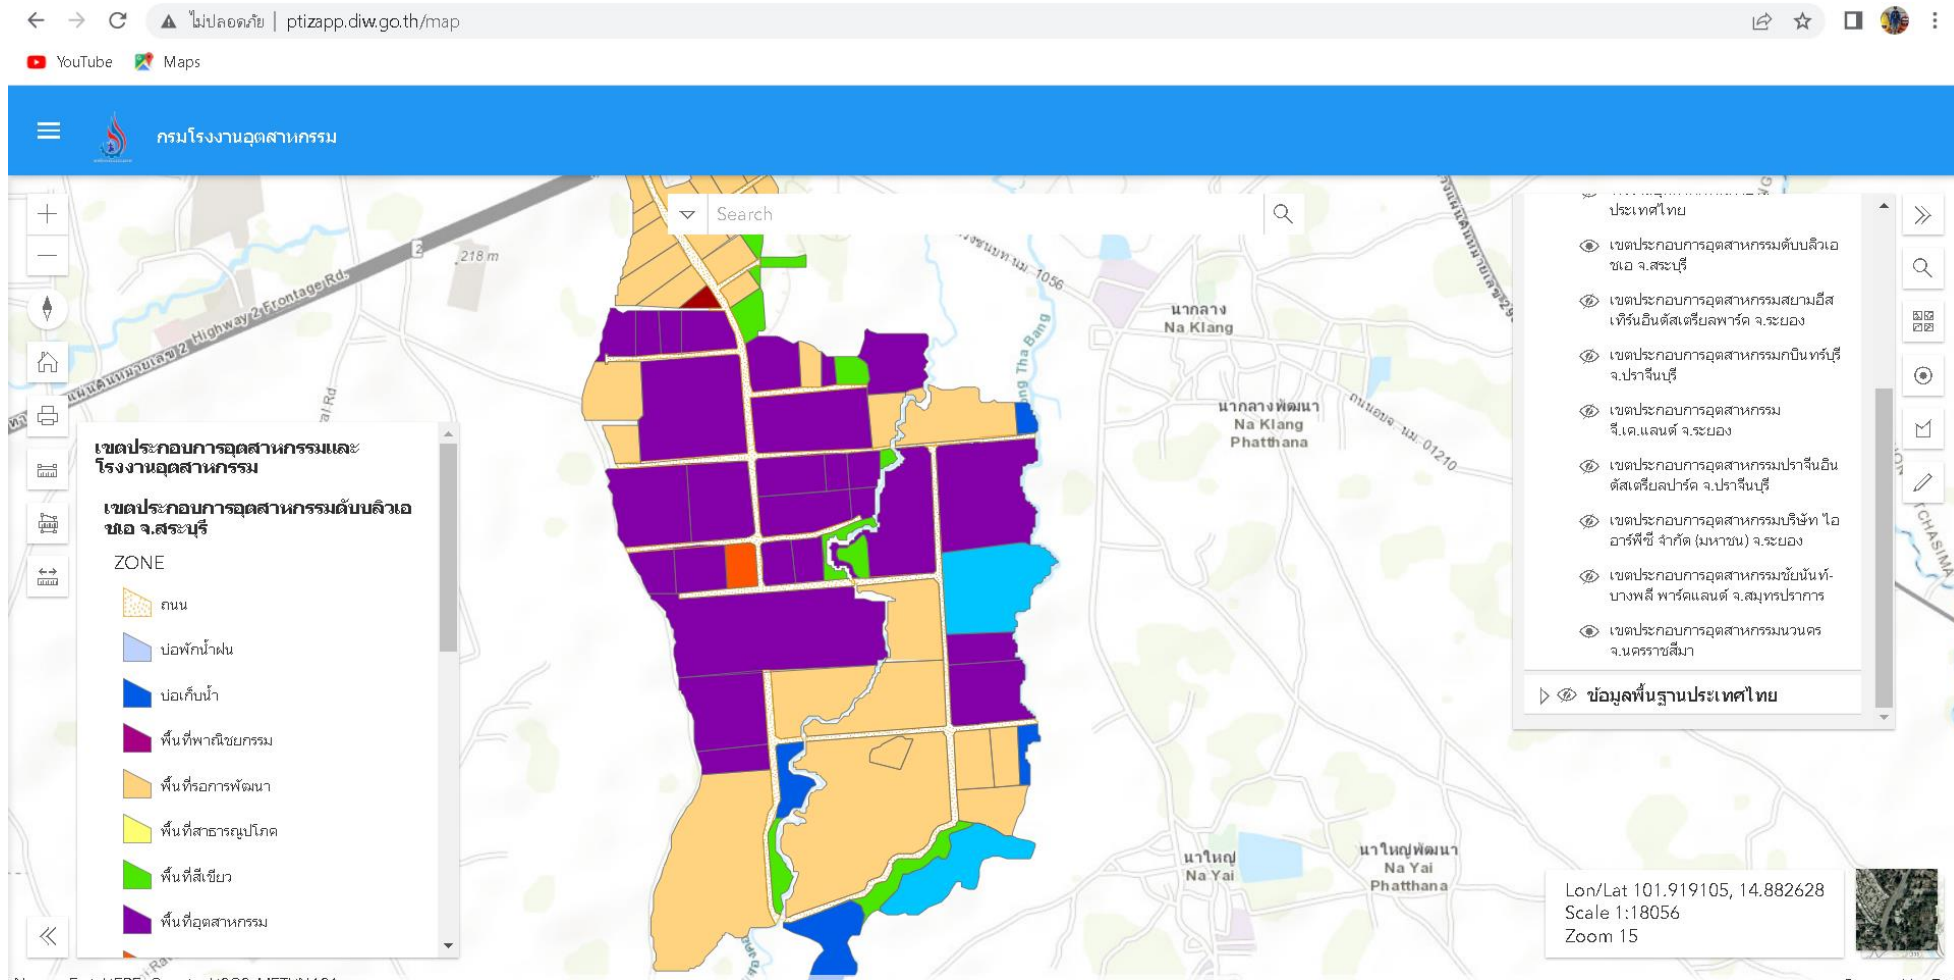 ไม่ปลอดภัย | ptizapp.diw.go.th/map
YouTube
Maps
กรมโรงงานอุตสาหกรรม
Search
2
Highway 2 Frontage Rd.
218 m
1056
นากลาง
Na Klang
นากลางพัฒนา
Na Klang
Phatthana
ถนนอบจ นม. 01210
นาใหญ่
Na Yai
นาใหญ่พัฒนา
Na Yai
Phatthana
เขตประกอบการอุตสาหกรรมและ
โรงงานอุตสาหกรรม
เขตประกอบการอุตสาหกรรมดับบลิวเอ
ชเอ จ.สระบุรี
ZONE
ถนน
บ่อพักน้ำฝน
บ่อเก็บน้ำ
พื้นที่พาณิชยกรรม
พื้นที่รอการพัฒนา
พื้นที่สาธารณูปโภค
พื้นที่สีเขียว
พื้นที่อุตสาหกรรม
ประเทศไทย
เขตประกอบการอุตสาหกรรมดับบลิวเอ
ชเอ จ.สระบุรี
เขตประกอบการอุตสาหกรรมสยามอีส
เทิร์นอินดัสเตรียลพาร์ค จ.ระยอง
เขตประกอบการอุตสาหกรรมกบินทร์บุรี
จ.ปราจีนบุรี
เขตประกอบการอุตสาหกรรม
จี.เค.แลนด์ จ.ระยอง
เขตประกอบการอุตสาหกรรมปราจีนอิน
ดัสเตรียลปาร์ค จ.ปราจีนบุรี
เขตประกอบการอุตสาหกรรมบริษัท ไอ
อาร์พีซี จำกัด (มหาชน) จ.ระยอง
เขตประกอบการอุตสาหกรรมชัยนันท์-
บางพลี พาร์คแลนด์ จ.สมุทรปราการ
เขตประกอบการอุตสาหกรรมนวนคร
จ.นครราชสีมา
ข้อมูลพื้นฐานประเทศไทย
Lon/Lat 101.919105, 14.882628
Scale 1:18056
Zoom 15